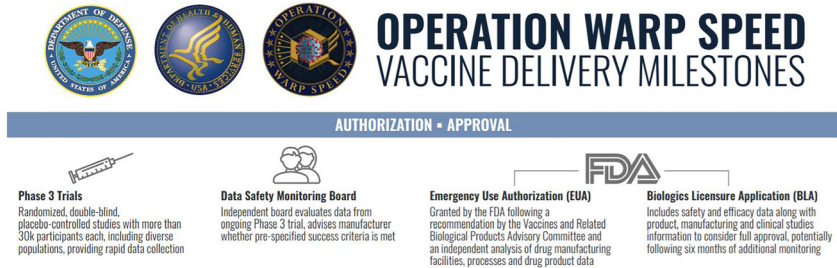 DEPARTMENT OF DEFENSE
UNITED STATES OF AMERICA
DEPARTMENT OF HEALTH & HUMAN SERVICES · USA
OPERATION
WARP SPEED
OPERATION WARP SPEED
VACCINE DELIVERY MILESTONES
AUTHORIZATION ▪ APPROVAL
FDA
Phase 3 Trials
Randomized, double-blind,
placebo-controlled studies with more than
30k participants each, including diverse
populations, providing rapid data collection
Data Safety Monitoring Board
Independent board evaluates data from
ongoing Phase 3 trial, advises manufacturer
whether pre-specified success criteria is met
Emergency Use Authorization (EUA)
Granted by the FDA following a
recommendation by the Vaccines and Related
Biological Products Advisory Committee and
an independent analysis of drug manufacturing
facilities, processes and drug product data
Biologics Licensure Application (BLA)
Includes safety and efficacy data along with
product, manufacturing and clinical studies
information to consider full approval, potentially
following six months of additional monitoring